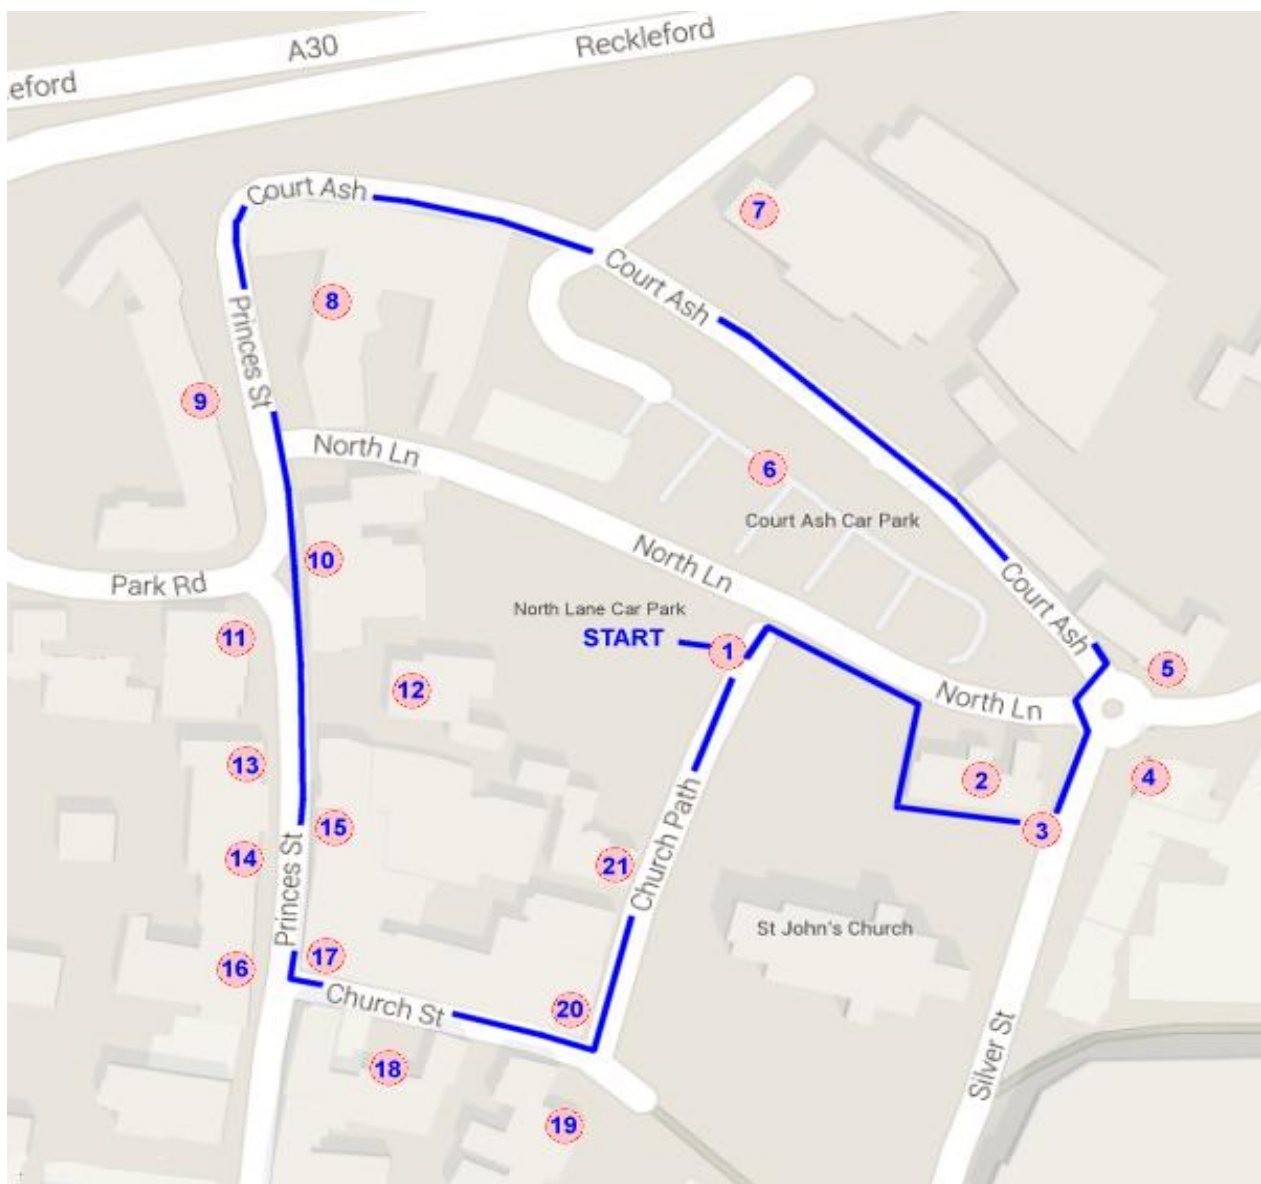 A30
Reckleford
eford
Court Ash
7
8
Court Ash
Princes St
9
North Ln
6
Court Ash Car Park
North Ln
10
Park Rd
Court Ash
North Lane Car Park
START
1
11
5
12
North Ln
13
2
4
Church Path
15
3
14
21
Princes St
St John's Church
17
16
Church St
20
Silver St
18
19